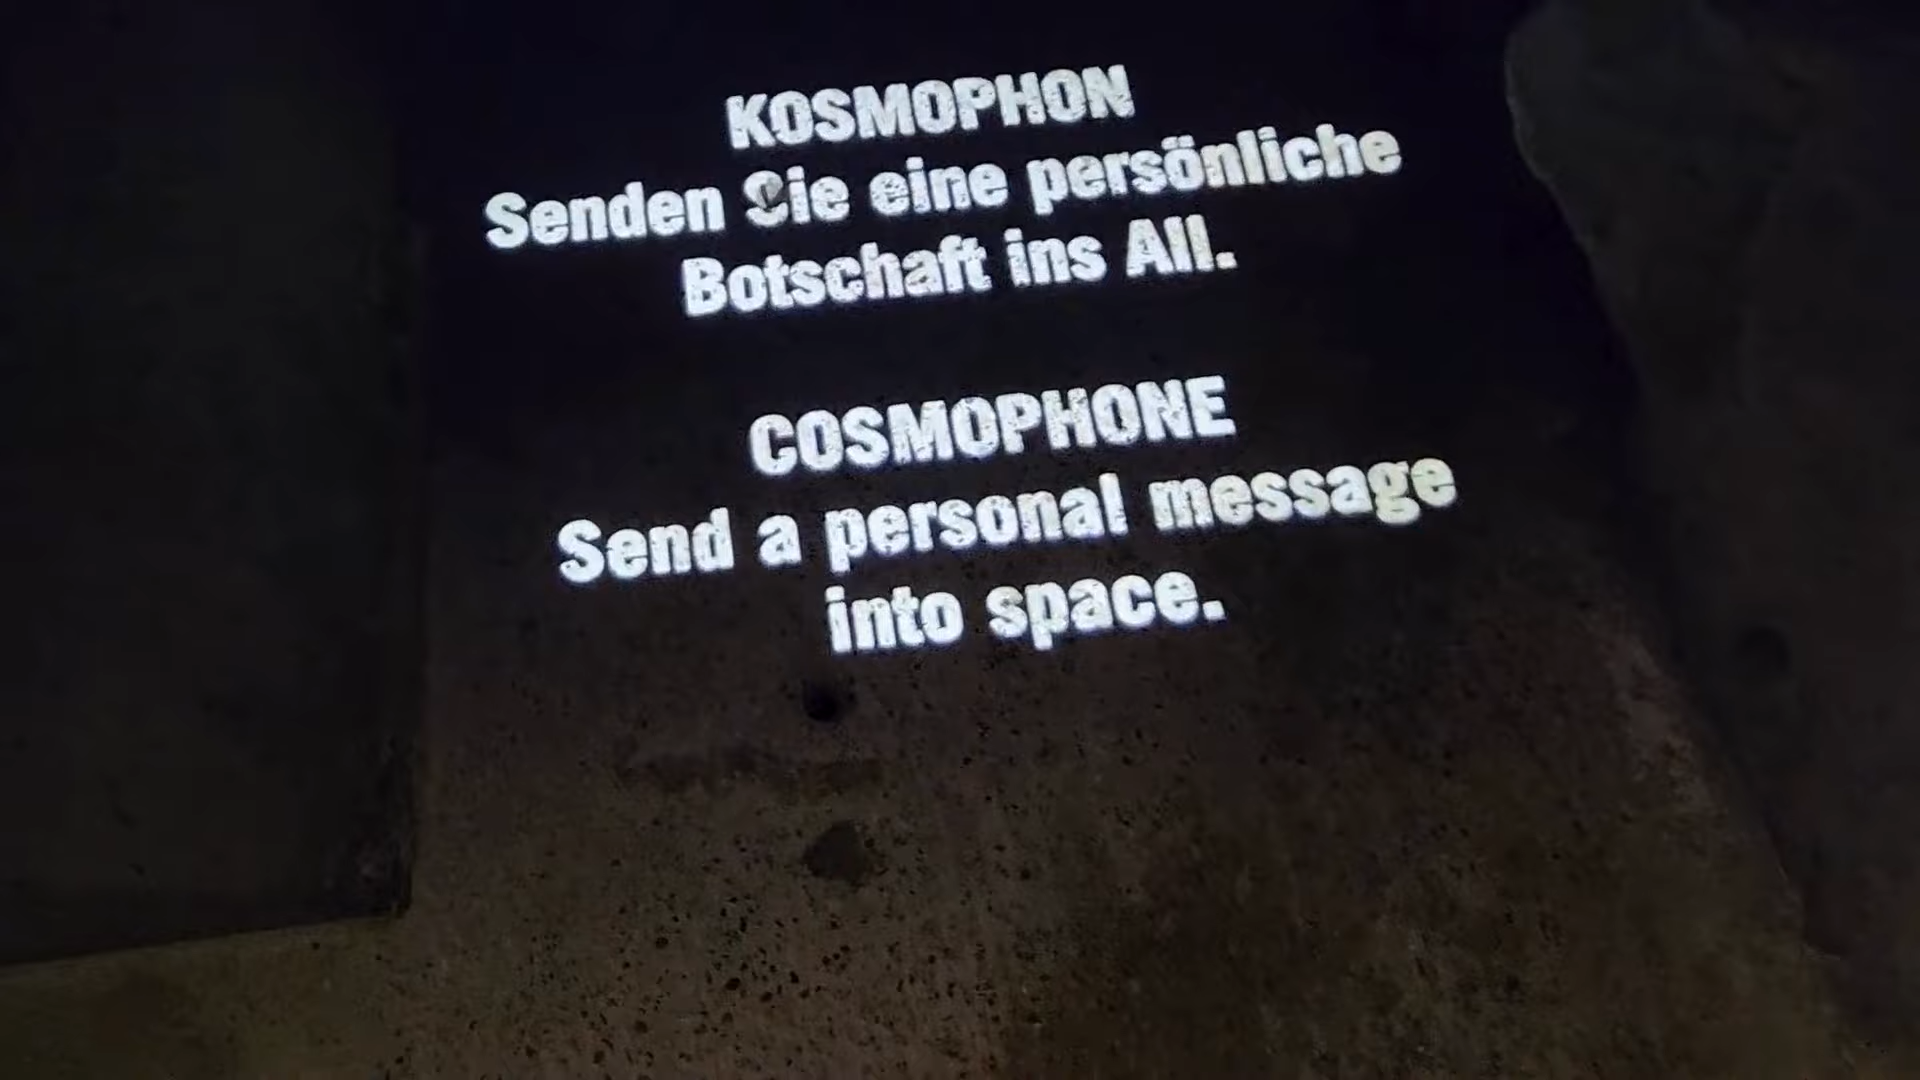 KOSMOPHON
Senden Sie eine persönliche
Botschaft ins All.
COSMOPHONE
Send a personal message
into space.